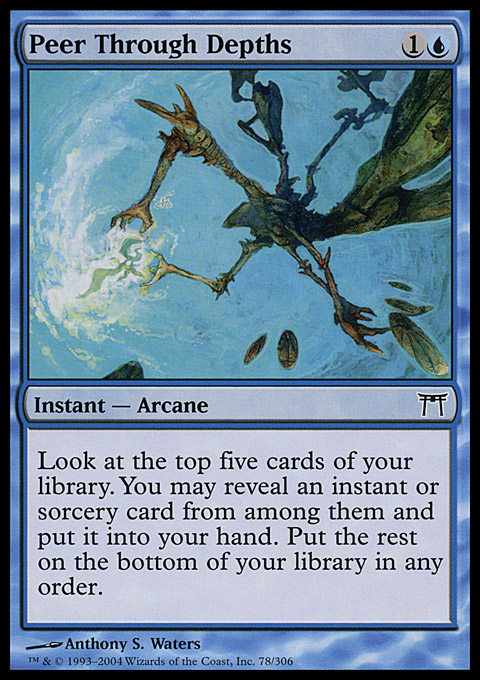 Peer Through Depths 1
Instant — Arcane
Look at the top five cards of your
library. You may reveal an instant or
sorcery card from among them and
put it into your hand. Put the rest
on the bottom of your library in any
order.
Anthony S. Waters
™ & © 1993–2004 Wizards of the Coast, Inc. 78/306